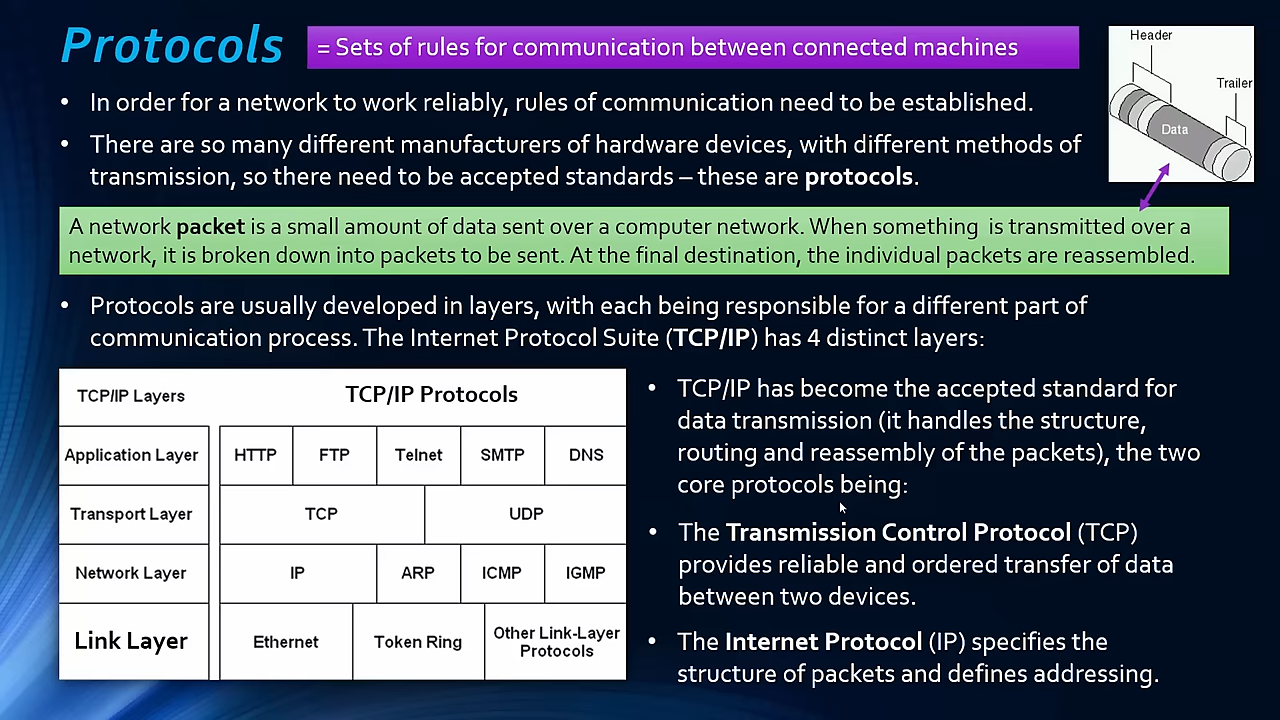 Protocols
= Sets of rules for communication between connected machines
Header
Trailer
Data
• In order for a network to work reliably, rules of communication need to be established.
• There are so many different manufacturers of hardware devices, with different methods of
transmission, so there need to be accepted standards – these are protocols.
A network packet is a small amount of data sent over a computer network. When something is transmitted over a
network, it is broken down into packets to be sent. At the final destination, the individual packets are reassembled.
• Protocols are usually developed in layers, with each being responsible for a different part of
communication process. The Internet Protocol Suite (TCP/IP) has 4 distinct layers:
TCP/IP Layers TCP/IP Protocols
Application Layer HTTP FTP Telnet SMTP DNS
Transport Layer TCP UDP
Network Layer IP ARP ICMP IGMP
Link Layer Ethernet Token Ring Other Link-Layer
Protocols
• TCP/IP has become the accepted standard for
data transmission (it handles the structure,
routing and reassembly of the packets), the two
core protocols being:
• The Transmission Control Protocol (TCP)
provides reliable and ordered transfer of data
between two devices.
• The Internet Protocol (IP) specifies the
structure of packets and defines addressing.